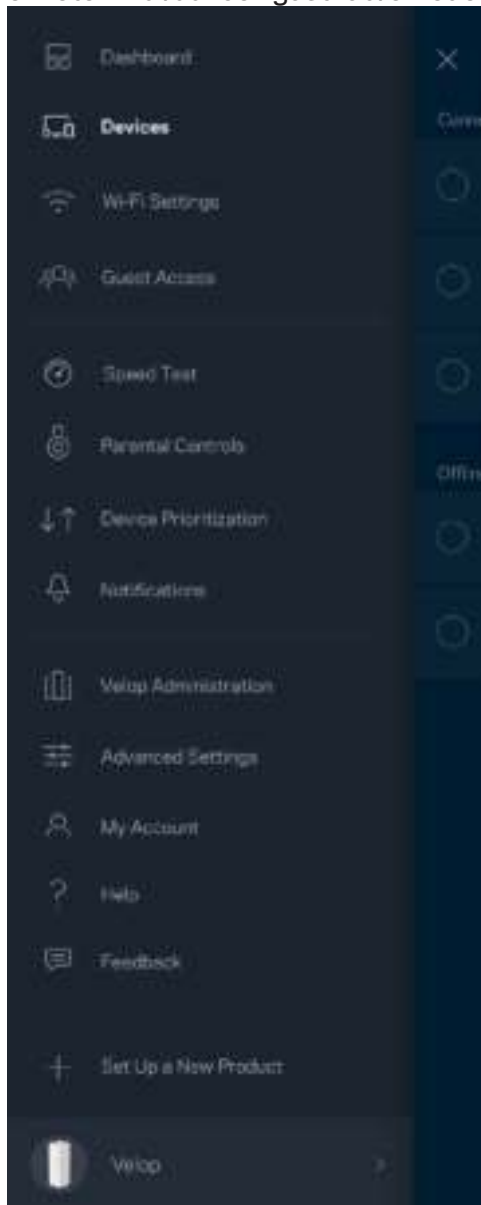 Dashboard
Devices
Wi-Fi Settings
Guest Access
Speed Test
Parental Controls
Device Prioritization
Notifications
Velop Administration
Advanced Settings
My Account
Help
Feedback
Set Up a New Product
Velop